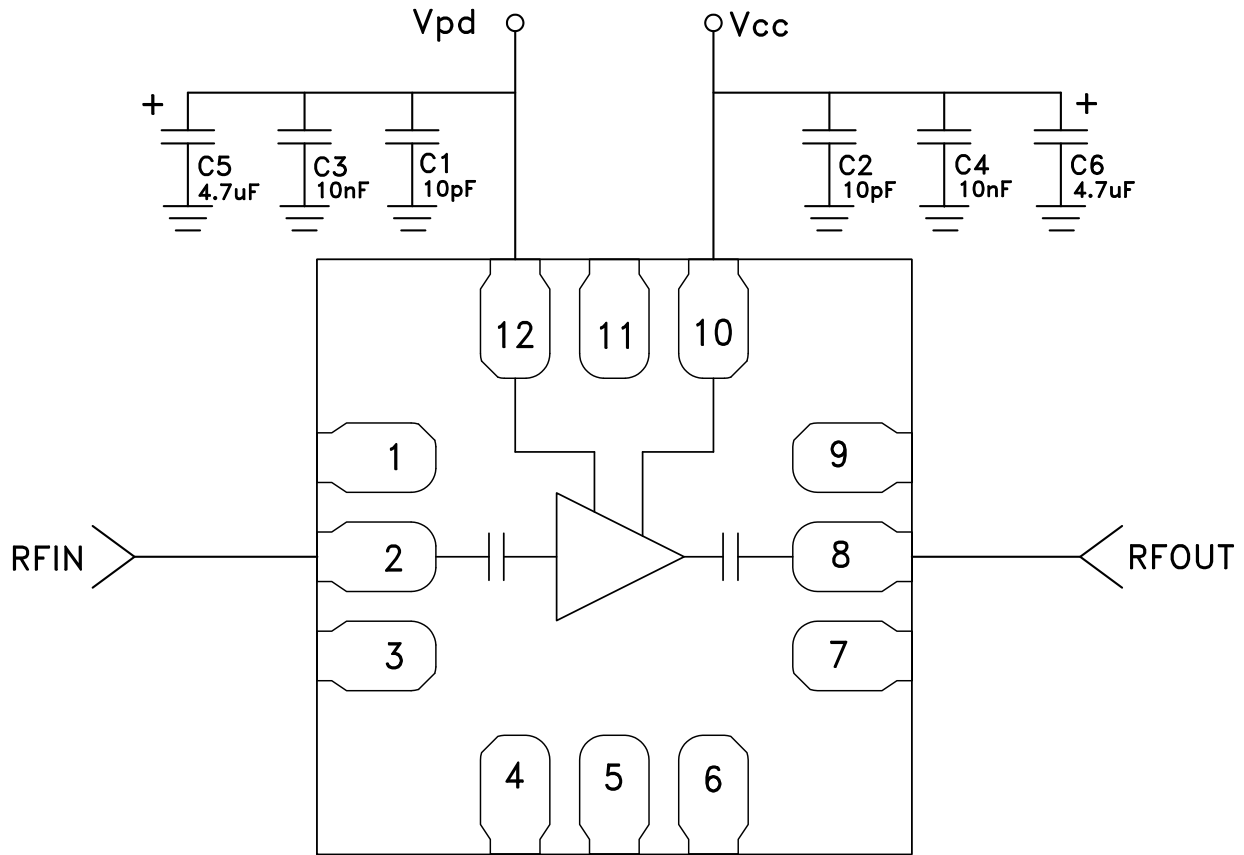 Vpd
Vcc
+
+
C5
4.7uF
C3
10nF
C1
10pF
C2
10pF
C4
10nF
C6
4.7uF
12
11
10
1
9
RFIN
2
8
RFOUT
3
7
4
5
6